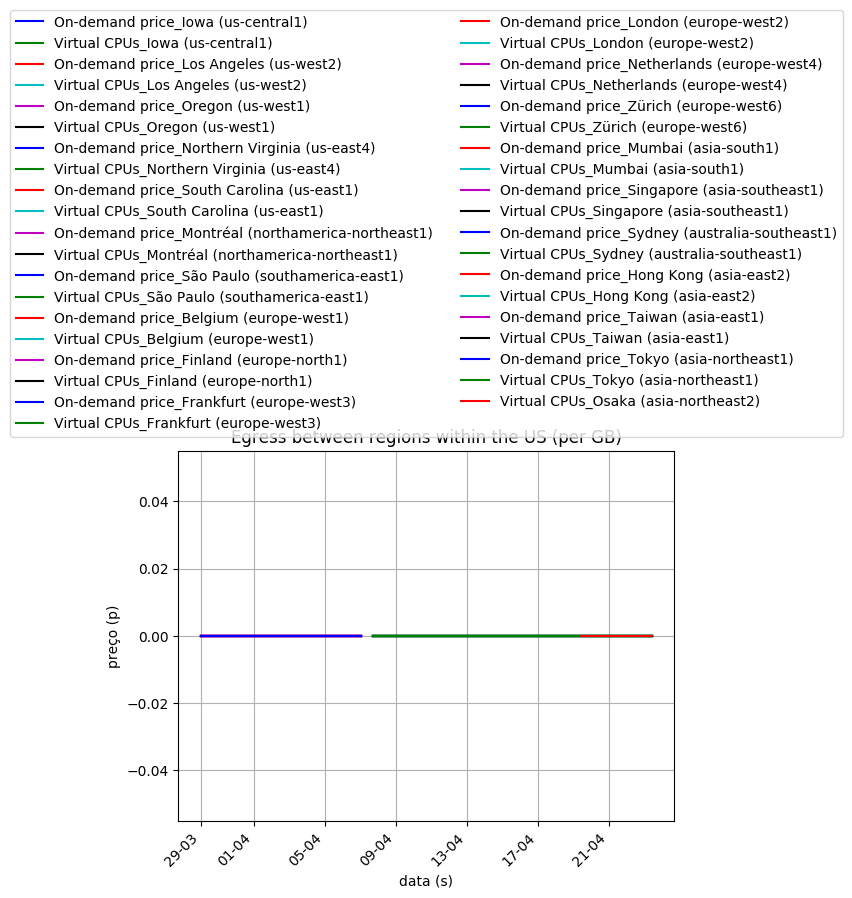 On-demand price_Iowa (us-central1)
Virtual CPUs_Iowa (us-central1)
On-demand price_Los Angeles (us-west2)
Virtual CPUs_Los Angeles (us-west2)
On-demand price_Oregon (us-west1)
Virtual CPUs_Oregon (us-west1)
On-demand price_Northern Virginia (us-east4)
Virtual CPUs_Northern Virginia (us-east4)
On-demand price_South Carolina (us-east1)
Virtual CPUs_South Carolina (us-east1)
On-demand price_Montréal (northamerica-northeast1)
Virtual CPUs_Montréal (northamerica-northeast1)
On-demand price_São Paulo (southamerica-east1)
Virtual CPUs_São Paulo (southamerica-east1)
On-demand price_Belgium (europe-west1)
Virtual CPUs_Belgium (europe-west1)
On-demand price_Finland (europe-north1)
Virtual CPUs_Finland (europe-north1)
On-demand price_Frankfurt (europe-west3)
Virtual CPUs_Frankfurt (europe-west3)
On-demand price_London (europe-west2)
Virtual CPUs_London (europe-west2)
On-demand price_Netherlands (europe-west4)
Virtual CPUs_Netherlands (europe-west4)
On-demand price_Zürich (europe-west6)
Virtual CPUs_Zürich (europe-west6)
On-demand price_Mumbai (asia-south1)
Virtual CPUs_Mumbai (asia-south1)
On-demand price_Singapore (asia-southeast1)
Virtual CPUs_Singapore (asia-southeast1)
On-demand price_Sydney (australia-southeast1)
Virtual CPUs_Sydney (australia-southeast1)
On-demand price_Hong Kong (asia-east2)
Virtual CPUs_Hong Kong (asia-east2)
On-demand price_Taiwan (asia-east1)
Virtual CPUs_Taiwan (asia-east1)
On-demand price_Tokyo (asia-northeast1)
Virtual CPUs_Tokyo (asia-northeast1)
Virtual CPUs_Osaka (asia-northeast2)
Egress between regions within the US (per GB)
0.04
0.02
0.00
−0.02
−0.04
preço (p)
29-03
01-04
05-04
09-04
13-04
17-04
21-04
data (s)